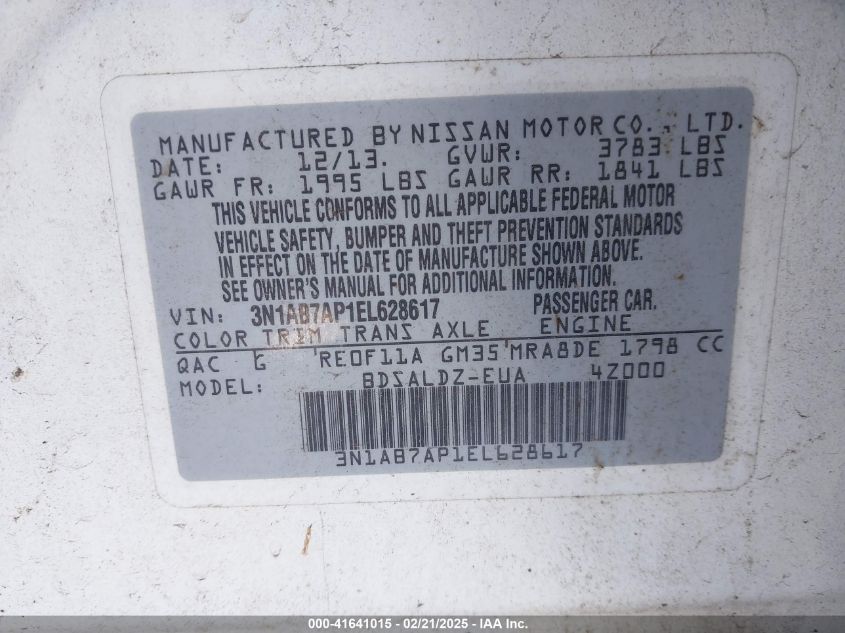 MANUFACTURED BY NISSAN MOTOR CO., LTD.
DATE: 12/13. GVWR: 3783 LBS
GAWR FR: 1995 LBS GAWR RR: 1841 LBS
THIS VEHICLE CONFORMS TO ALL APPLICABLE FEDERAL MOTOR
VEHICLE SAFETY, BUMPER AND THEFT PREVENTION STANDARDS
IN EFFECT ON THE DATE OF MANUFACTURE SHOWN ABOVE.
SEE OWNER'S MANUAL FOR ADDITIONAL INFORMATION.
VIN: 3N1AB7AP1EL628617 PASSENGER CAR.
COLOR TRIM TRANS AXLE ENGINE
QAC G RE0F11A GM35 MRA8DE 1798 CC
MODEL: BDSALDZ-EUA 4Z000
3N1AB7AP1EL628617
000-41641015 - 02/21/2025 - IAA Inc.